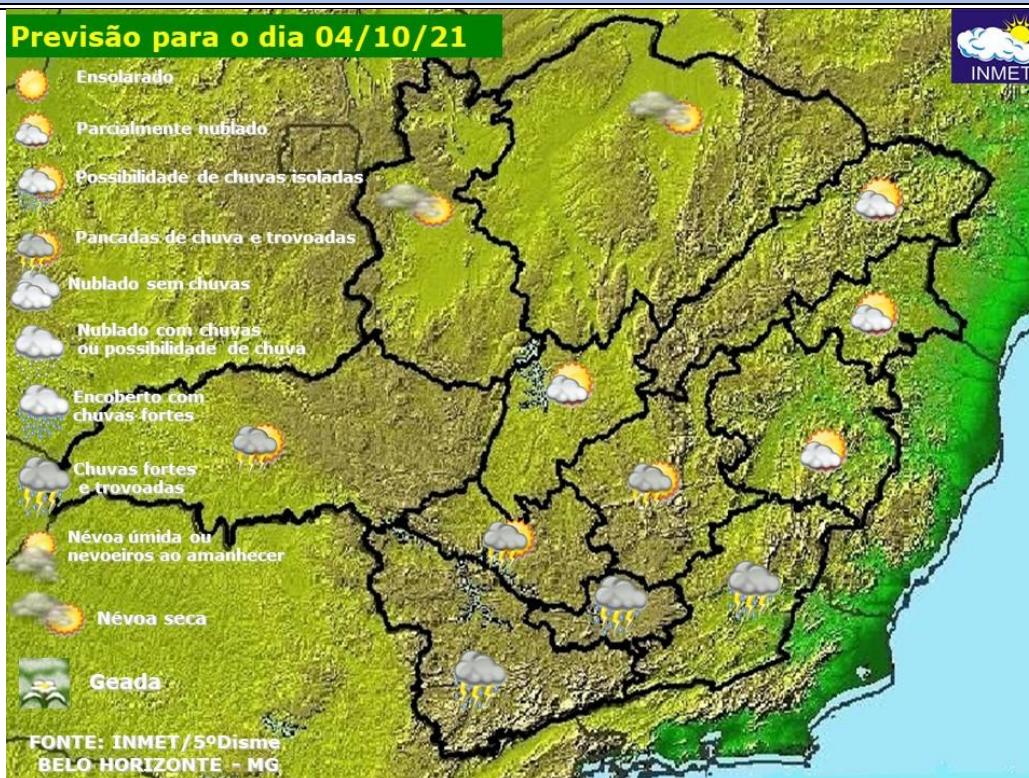 Previsão para o dia 04/10/21
INMET
Ensolarado
Parcialmente nublado
Possibilidade de chuvas isoladas
Pancadas de chuva e trovoadas
Nublado sem chuvas
Nublado com chuvas
ou possibilidade de chuva
Encoberto com
chuvas fortes
Chuvas fortes
e trovoadas
Névoa úmida ou
nevoeiros ao amanhecer
Névoa seca
Geada
FONTE: INMET/5ºDisme
BELO HORIZONTE - MG